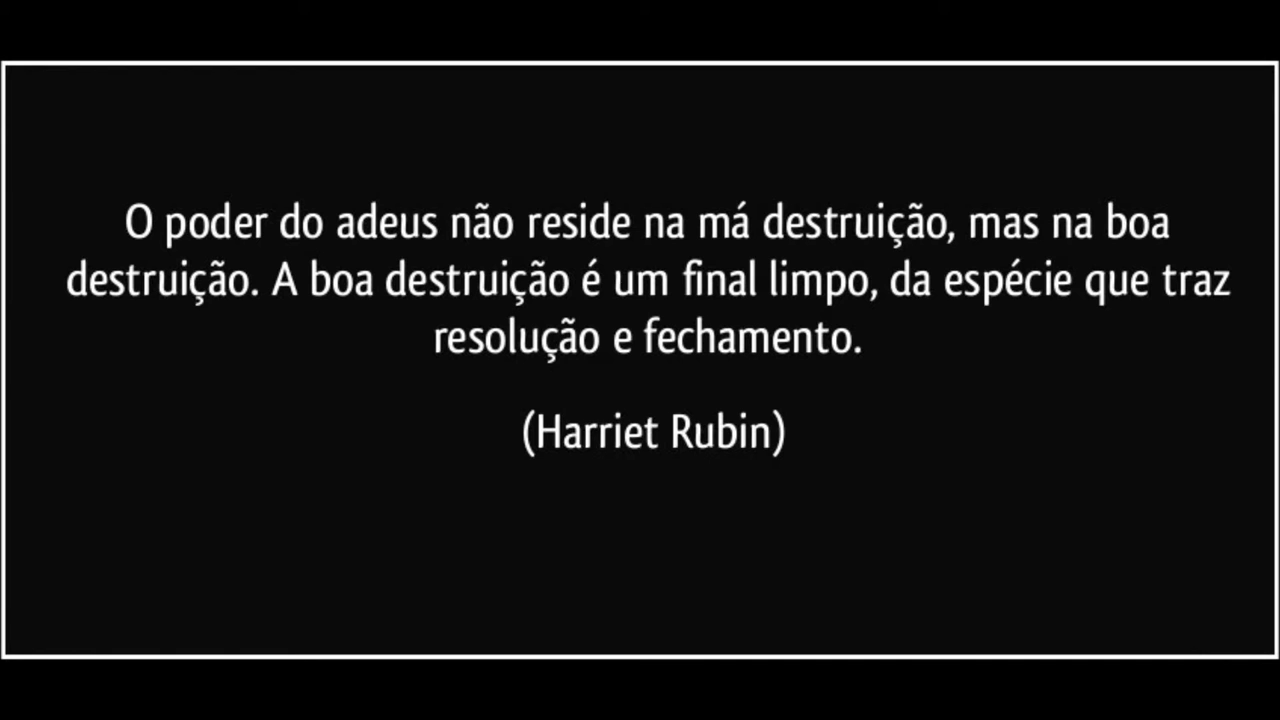 O poder do adeus não reside na má destruição, mas na boa
destruição. A boa destruição é um final limpo, da espécie que traz
resolução e fechamento.
(Harriet Rubin)